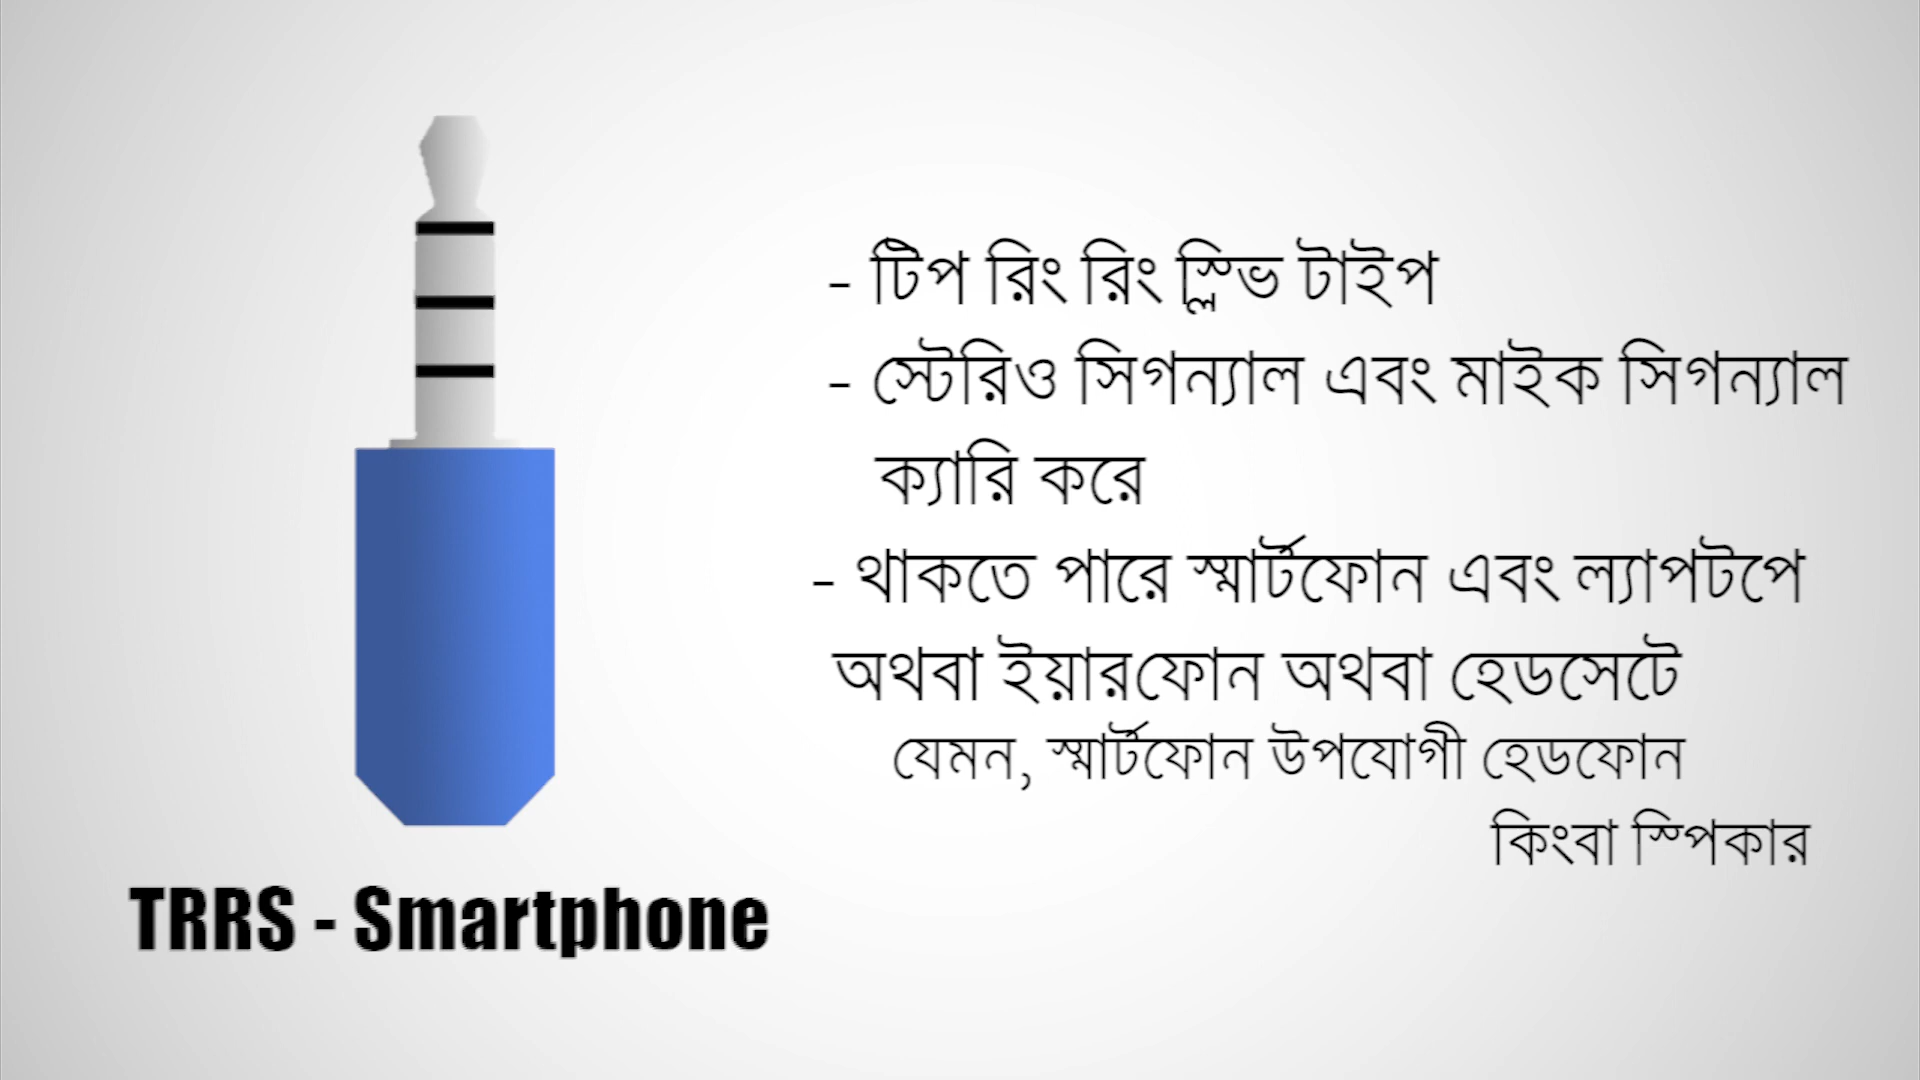 - টিপ রিং রিং স্লিভ টাইপ
- স্টেরিও সিগন্যাল এবং মাইক সিগন্যাল
ক্যারি করে
- থাকতে পারে স্মার্টফোন এবং ল্যাপটপে
অথবা ইয়ারফোন অথবা হেডসেটে
যেমন, স্মার্টফোন উপযোগী হেডফোন
কিংবা স্পিকার
TRRS - Smartphone